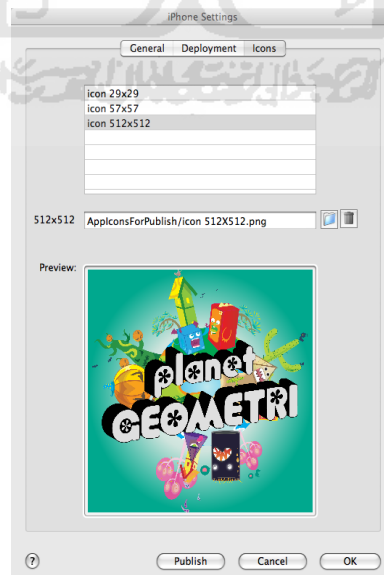 iPhone Settings
General Deployment Icons
icon 29x29
icon 57x57
icon 512x512
512x512 AppIconsForPublish/icon 512X512.png
Preview:
planet
GEOMETRI
? Publish Cancel OK